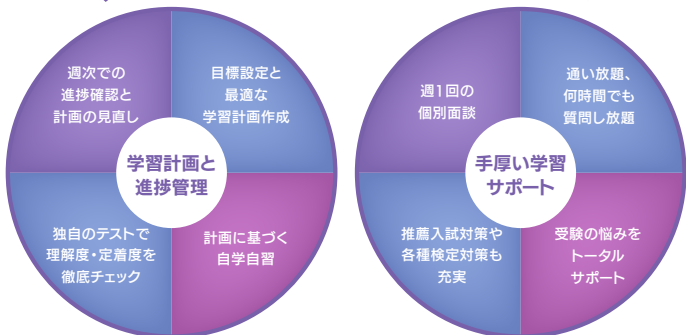 週次での
進捗確認と
計画の見直し
目標設定と
最適な
学習計画作成
学習計画と
進捗管理
独自のテストで
理解度・定着度を
徹底チェック
計画に基づく
自学自習
週1回の
個別面談
通い放題、
何時間でも
質問し放題
手厚い学習
サポート
推薦入試対策や
各種検定対策も
充実
受験の悩みを
トータル
サポート